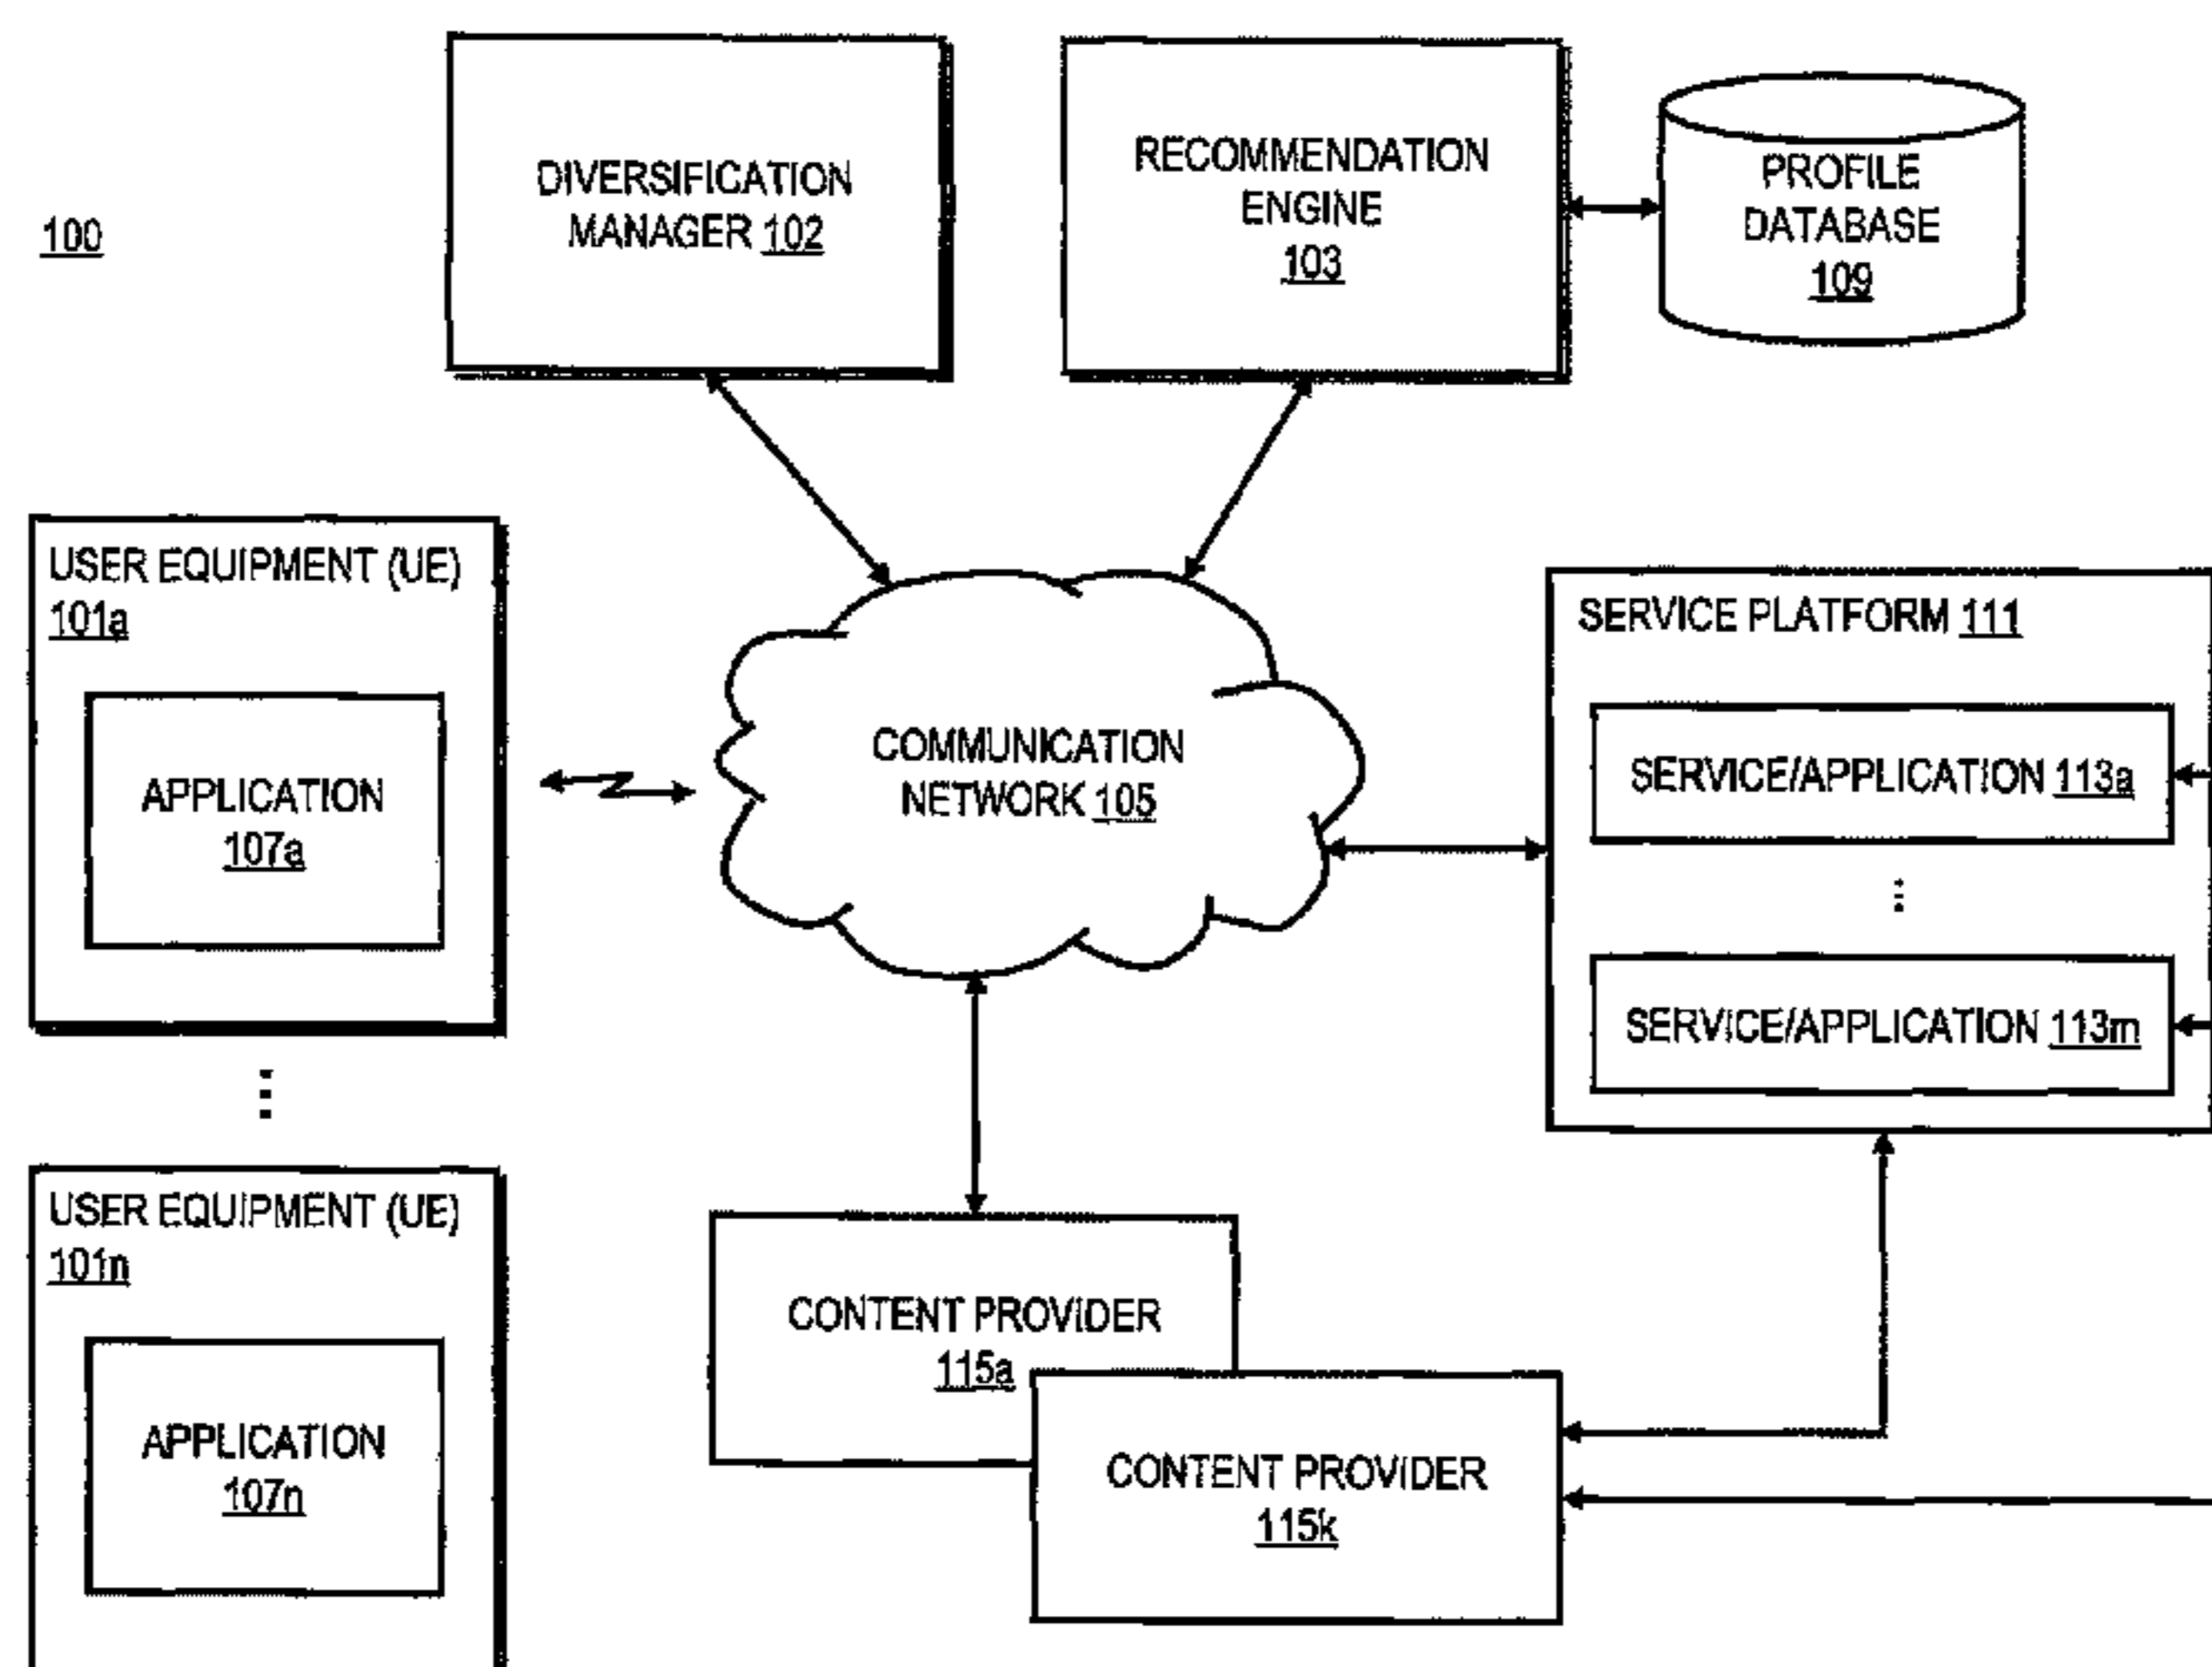 100
DIVERSIFICATION
MANAGER 102
RECOMMENDATION
ENGINE
103
PROFILE
DATABASE
109
USER EQUIPMENT (UE)
101a
APPLICATION
107a
COMMUNICATION
NETWORK 105
SERVICE PLATFORM 111
SERVICE/APPLICATION 113a
...
SERVICE/APPLICATION 113m
...
USER EQUIPMENT (UE)
101n
APPLICATION
107n
CONTENT PROVIDER
115a
CONTENT PROVIDER
115k